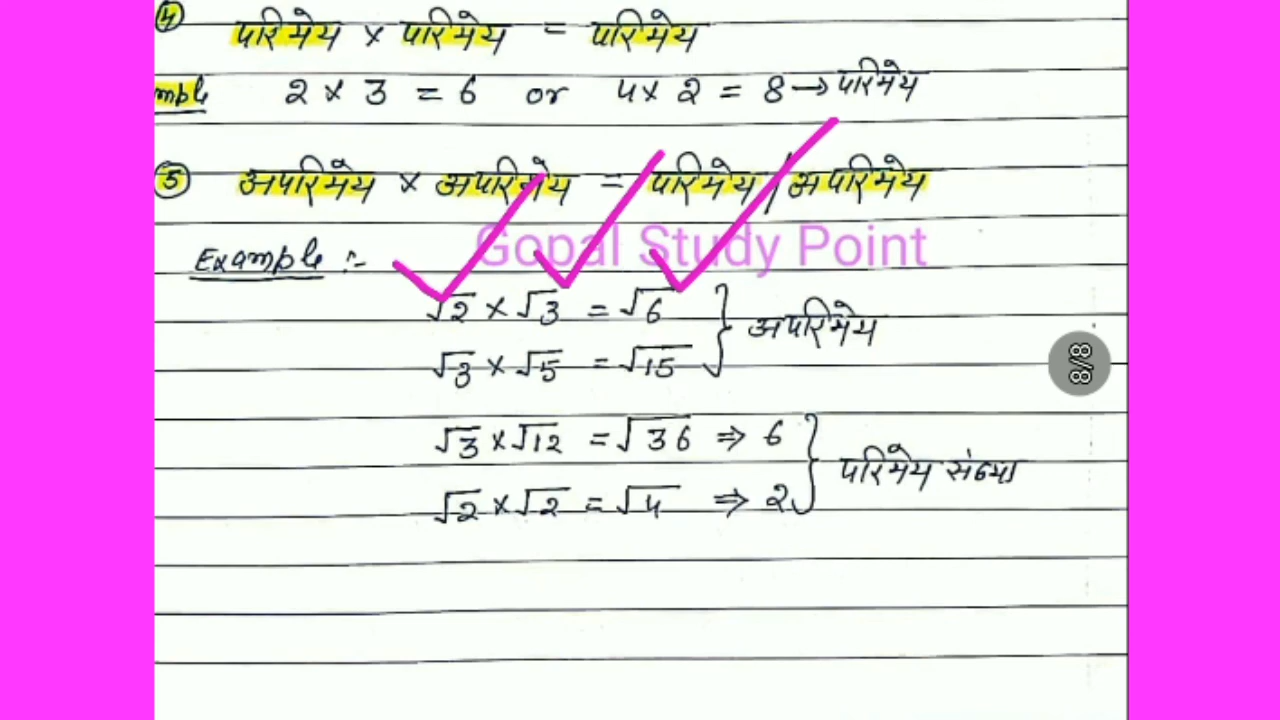 4
परिमेय × परिमेय = परिमेय
mple 2 × 3 = 6 or 4 × 2 = 8 → परिमेय
5 अपरिमेय × अपरिमेय = परिमेय / अपरिमेय
Gopal Study Point
Example :-
√2 × √3 = √6
अपरिमेय
√3 × √5 = √15
8/8
√3 × √12 = √36 ⇒ 6
परिमेय संख्या
√2 × √2 = √4 ⇒ 2